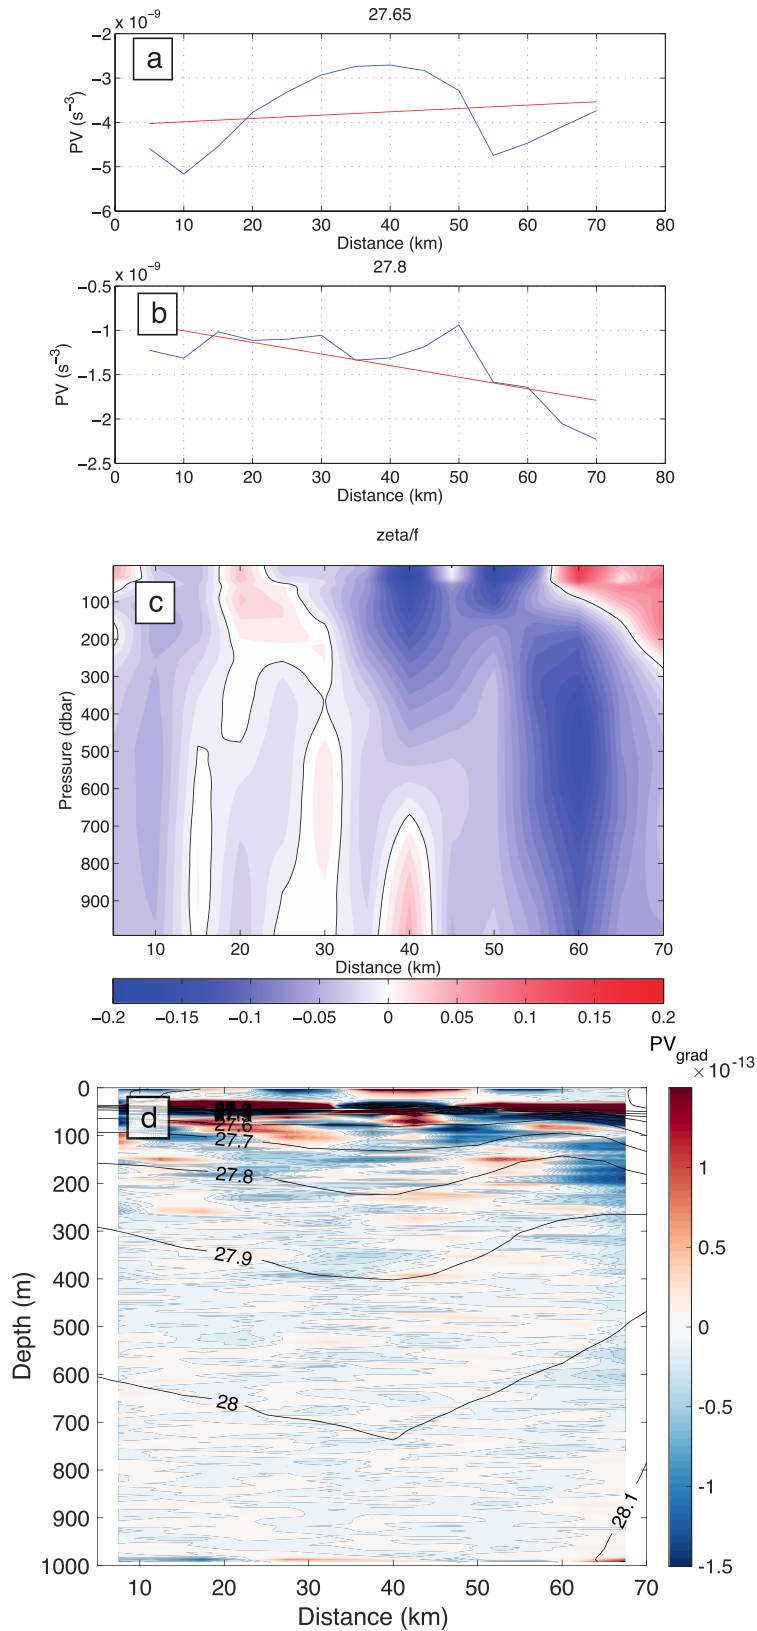 27.65
x 10⁻⁹
a
−2
−3
−4
−5
−6
PV (s⁻³)
0 10 20 30 40 50 60 70 80
Distance (km)
27.8
x 10⁻⁹
b
−0.5
−1
−1.5
−2
−2.5
PV (s⁻³)
0 10 20 30 40 50 60 70 80
Distance (km)
zeta/f
c
100
200
300
400
500
600
700
800
900
Pressure (dbar)
10 20 30 40 50 60 70
Distance (km)
−0.2 −0.15 −0.1 −0.05 0 0.05 0.1 0.15 0.2
PV_grad
×10⁻¹³
d
0
100
200
300
400
500
600
700
800
900
1000
Depth (m)
27.6
27.7
27.8
27.9
28
28.1
1
0.5
0
-0.5
-1
-1.5
10 20 30 40 50 60 70
Distance (km)